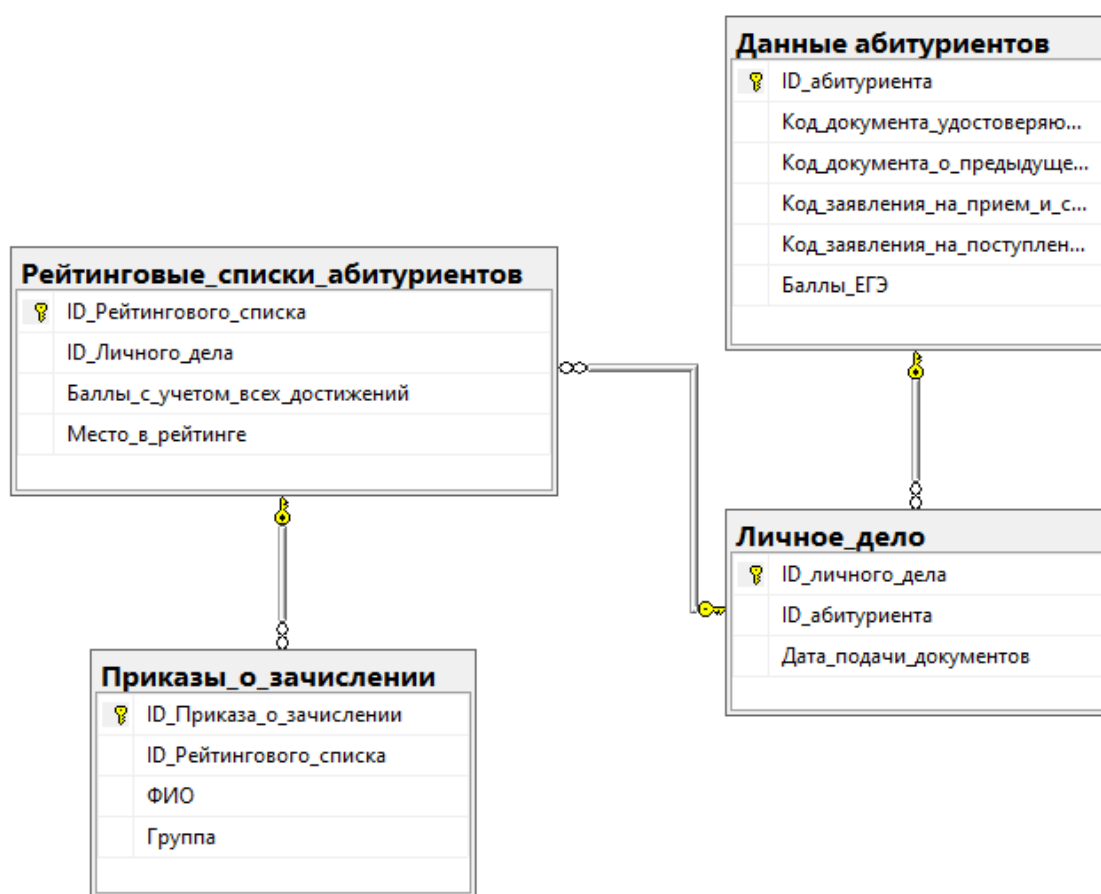 Данные абитуриентов
ID_абитуриента
Код_документа_удостоверяю...
Код_документа_о_предыдуще...
Код_заявления_на_прием_и_с...
Код_заявления_на_поступлен...
Баллы_ЕГЭ
Рейтинговые_списки_абитуриентов
ID_Рейтингового_списка
ID_Личного_дела
Баллы_с_учетом_всех_достижений
Место_в_рейтинге
Личное_дело
ID_личного_дела
ID_абитуриента
Дата_подачи_документов
Приказы_о_зачислении
ID_Приказа_о_зачислении
ID_Рейтингового_списка
ФИО
Группа